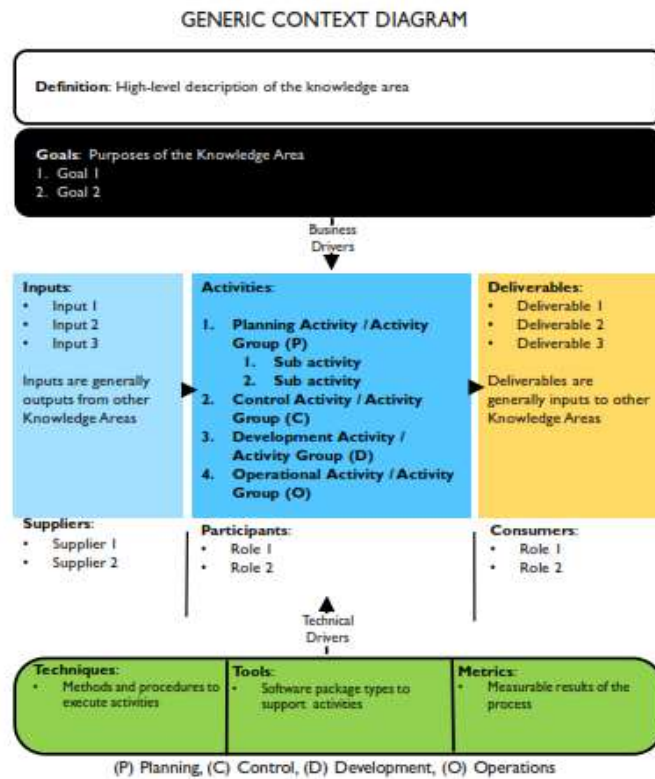 GENERIC CONTEXT DIAGRAM
Definition: High-level description of the knowledge area
Goals: Purposes of the Knowledge Area
1. Goal 1
2. Goal 2
Business
Drivers
Inputs:
• Input 1
• Input 2
• Input 3
Inputs are generally
outputs from other
Knowledge Areas
Activities:
1. Planning Activity / Activity
Group (P)
1. Sub activity
2. Sub activity
2. Control Activity / Activity
Group (C)
3. Development Activity /
Activity Group (D)
4. Operational Activity / Activity
Group (O)
Deliverables:
• Deliverable 1
• Deliverable 2
• Deliverable 3
Deliverables are
generally inputs to other
Knowledge Areas
Suppliers:
• Supplier 1
• Supplier 2
Participants:
• Role 1
• Role 2
Consumers:
• Role 1
• Role 2
Technical
Drivers
Techniques:
• Methods and procedures to
execute activities
Tools:
• Software package types to
support activities
Metrics:
• Measurable results of the
process
(P) Planning, (C) Control, (D) Development, (O) Operations